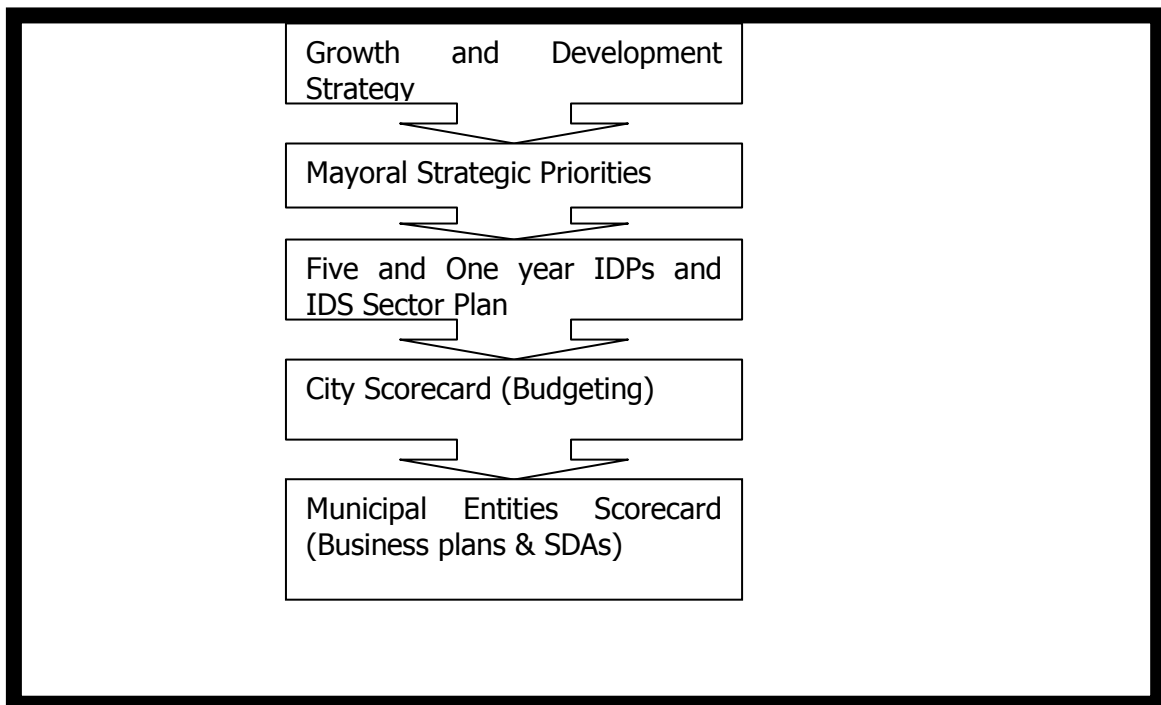 Growth and Development
Strategy
Mayoral Strategic Priorities
Five and One year IDPs and
IDS Sector Plan
City Scorecard (Budgeting)
Municipal Entities Scorecard
(Business plans & SDAs)